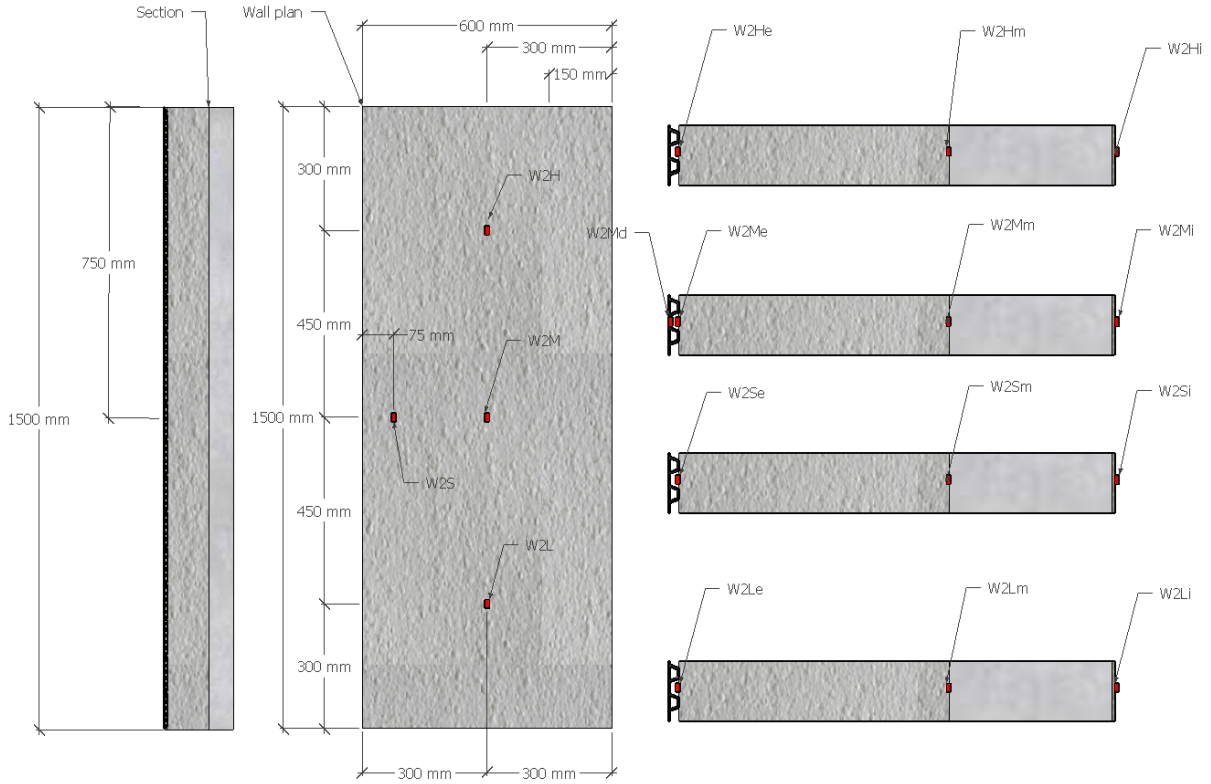 Section
Wall plan
600 mm
300 mm
150 mm
W2He
W2Hm
W2Hi
300 mm
W2H
750 mm
W2Md
W2Me
W2Mm
W2Mi
450 mm
75 mm
W2M
1500 mm
1500 mm
W2S
W2Se
W2Sm
W2Si
450 mm
W2L
W2Le
W2Lm
W2Li
300 mm
300 mm
300 mm